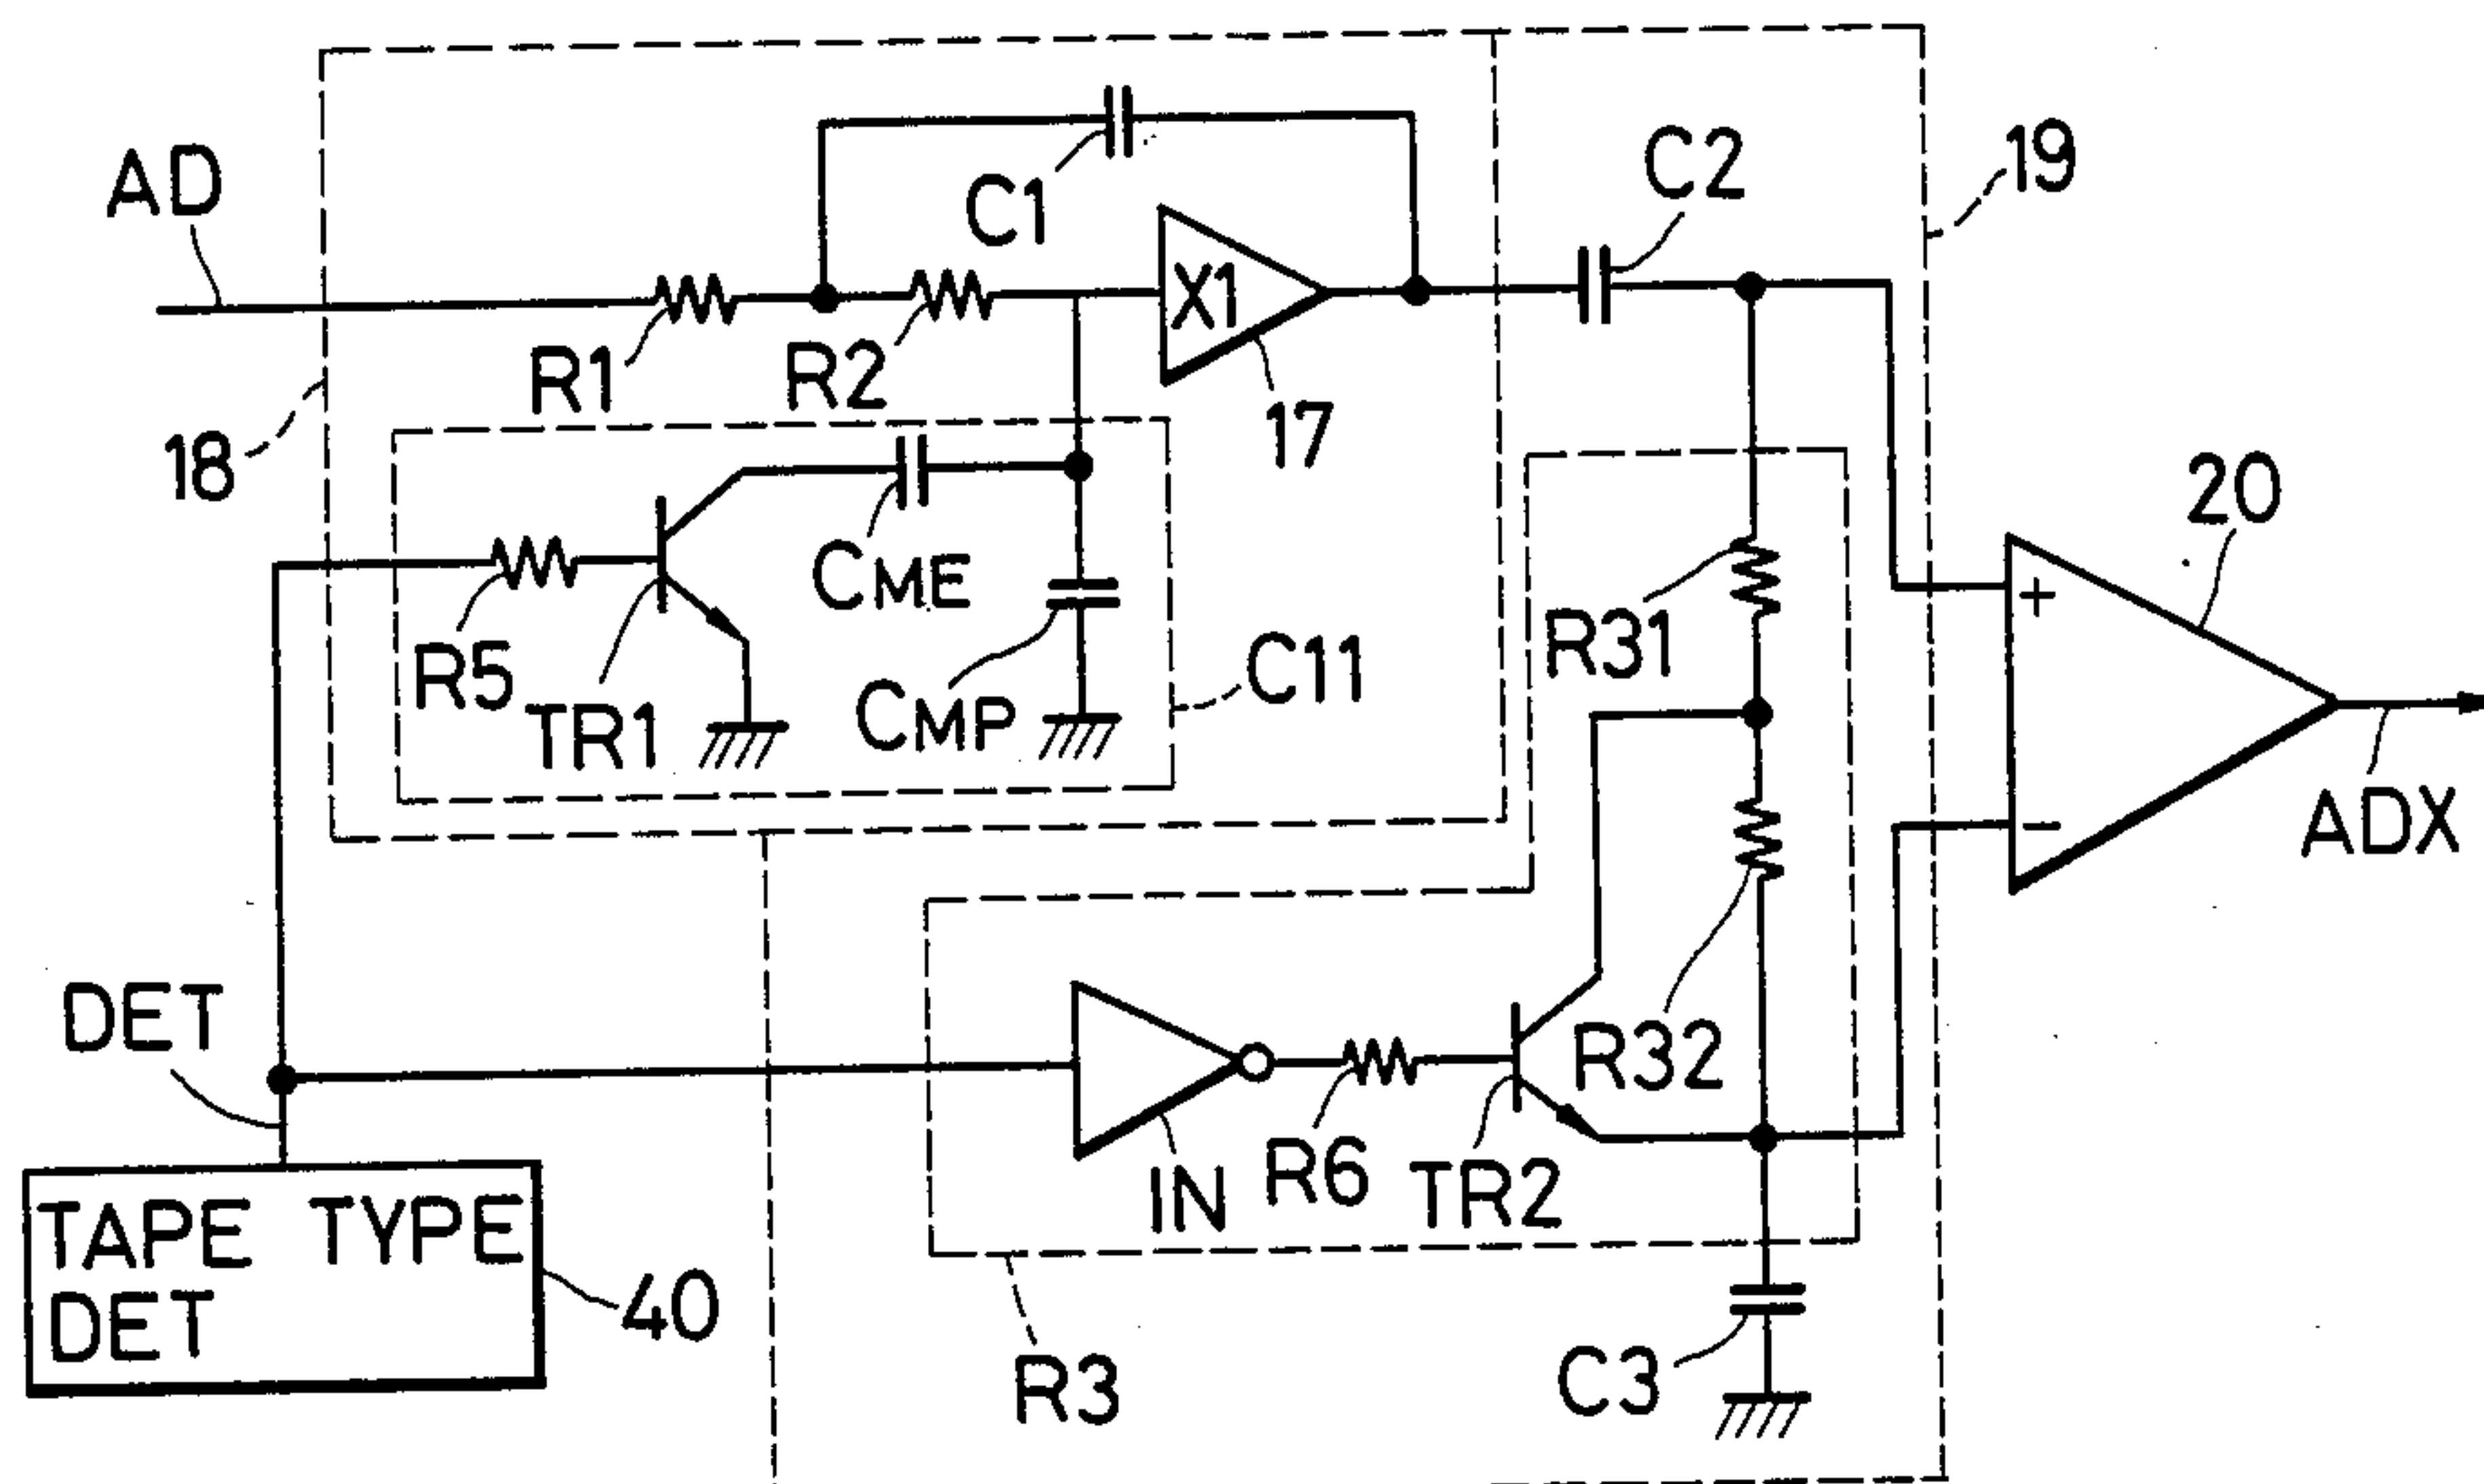 AD
C1
C2
19
X1
R1
R2
17
18
20
+
CME
R31
R5
TR1
CMP
C11
−
ADX
DET
R32
IN
R6
TR2
TAPE TYPE
DET
40
R3
C3